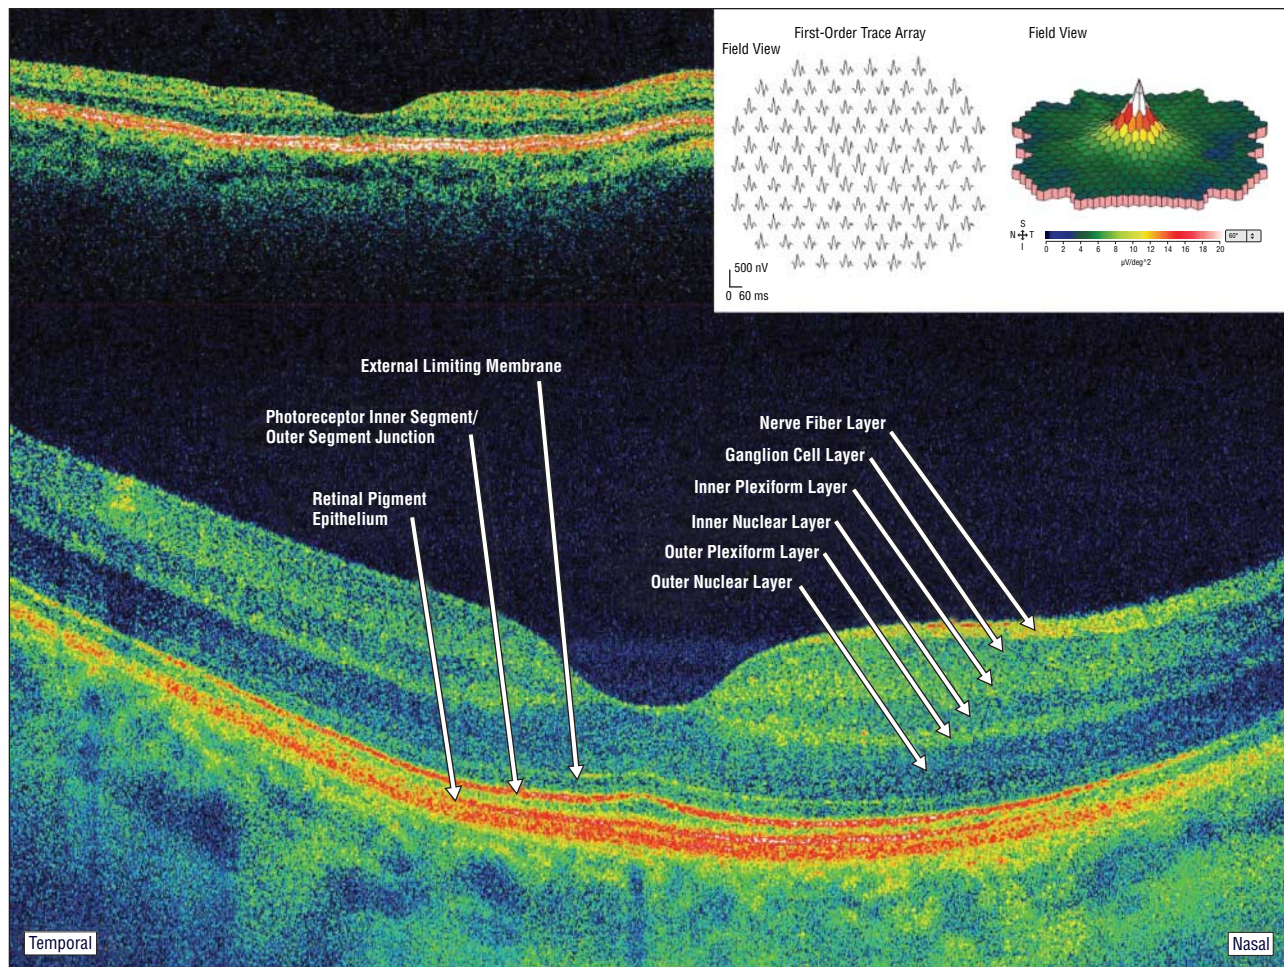 First-Order Trace Array
Field View
Field View
500 nV
0 60 ms
S
N T
I
0 2 4 6 8 10 12 14 16 18 20
µV/deg^2
60°
External Limiting Membrane
Photoreceptor Inner Segment/
Outer Segment Junction
Retinal Pigment
Epithelium
Nerve Fiber Layer
Ganglion Cell Layer
Inner Plexiform Layer
Inner Nuclear Layer
Outer Plexiform Layer
Outer Nuclear Layer
Temporal
Nasal